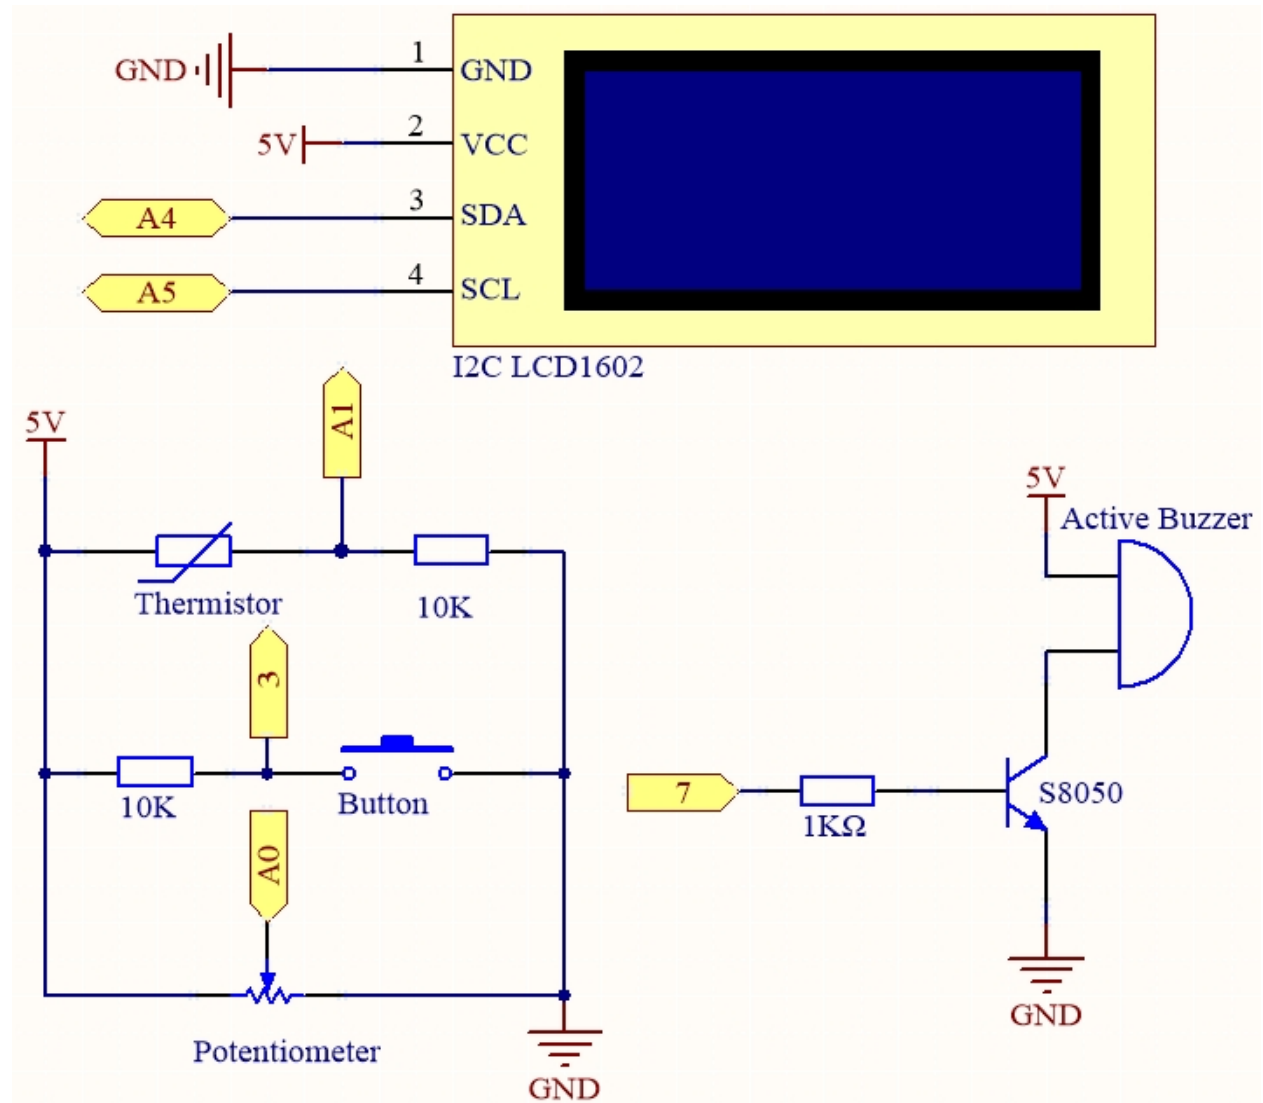 GND
1
GND
5V
2
VCC
A4
3
SDA
A5
4
SCL
I2C LCD1602
A1
5V
Thermistor
10K
3
10K
Button
A0
Potentiometer
GND
5V
Active Buzzer
7
1KΩ
S8050
GND